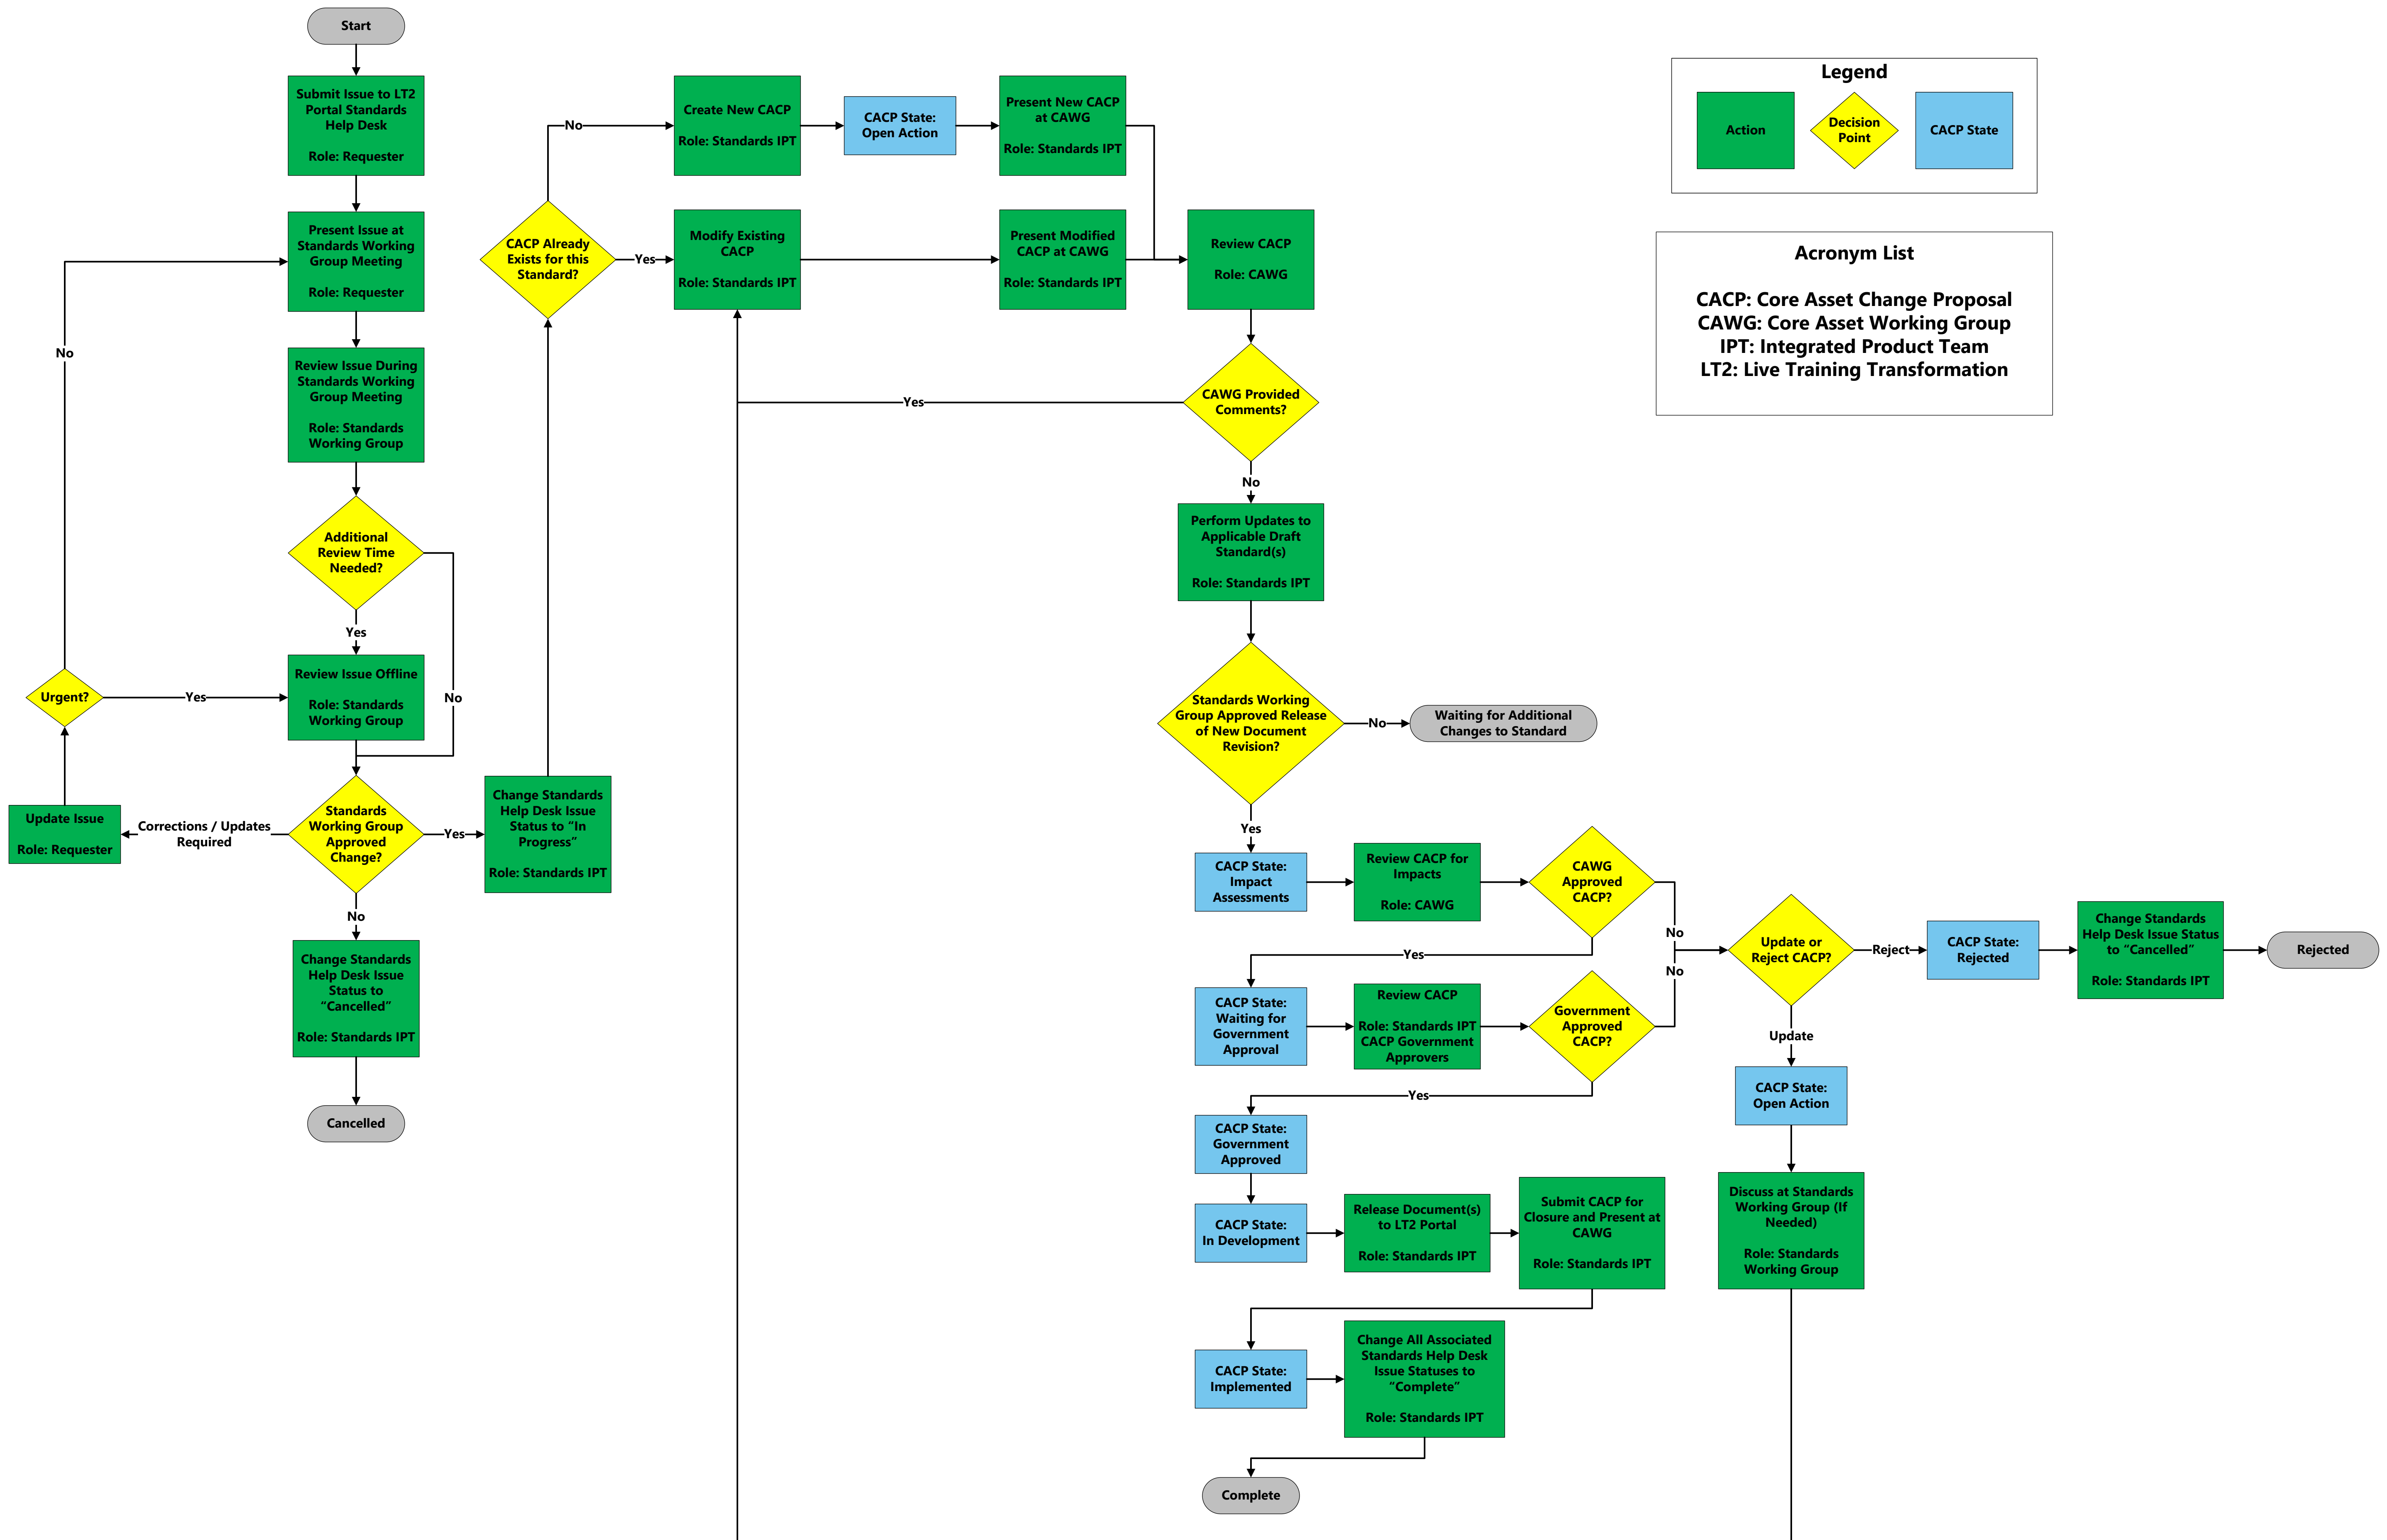 Start
Submit Issue to LT2
Portal Standards
Help Desk
Role: Requester
Present Issue at
Standards Working
Group Meeting
Role: Requester
Review Issue During
Standards Working
Group Meeting
Role: Standards
Working Group
Additional
Review Time
Needed?
Yes
No
Review Issue Offline
Role: Standards
Working Group
Urgent?
Yes
No
Update Issue
Role: Requester
Corrections / Updates
Required
Standards
Working Group
Approved
Change?
Yes
No
Change Standards
Help Desk Issue
Status to
“Cancelled”
Role: Standards IPT
Cancelled
Change Standards
Help Desk Issue
Status to “In
Progress”
Role: Standards IPT
CACP Already
Exists for this
Standard?
No
Yes
Create New CACP
Role: Standards IPT
CACP State:
Open Action
Present New CACP
at CAWG
Role: Standards IPT
Modify Existing
CACP
Role: Standards IPT
Present Modified
CACP at CAWG
Role: Standards IPT
Review CACP
Role: CAWG
CAWG Provided
Comments?
Yes
No
Perform Updates to
Applicable Draft
Standard(s)
Role: Standards IPT
Standards Working
Group Approved Release
of New Document
Revision?
No
Waiting for Additional
Changes to Standard
Yes
CACP State:
Impact
Assessments
Review CACP for
Impacts
Role: CAWG
CAWG
Approved
CACP?
No
Yes
CACP State:
Waiting for
Government
Approval
Review CACP
Role: Standards IPT
CACP Government
Approvers
Government
Approved
CACP?
No
Yes
Update or
Reject CACP?
Reject
CACP State:
Rejected
Change Standards
Help Desk Issue Status
to “Cancelled”
Role: Standards IPT
Rejected
Update
CACP State:
Open Action
Discuss at Standards
Working Group (If
Needed)
Role: Standards
Working Group
CACP State:
Government
Approved
CACP State:
In Development
Release Document(s)
to LT2 Portal
Role: Standards IPT
Submit CACP for
Closure and Present at
CAWG
Role: Standards IPT
CACP State:
Implemented
Change All Associated
Standards Help Desk
Issue Statuses to
“Complete”
Role: Standards IPT
Complete
Legend
Action
Decision
Point
CACP State
Acronym List
CACP: Core Asset Change Proposal
CAWG: Core Asset Working Group
IPT: Integrated Product Team
LT2: Live Training Transformation